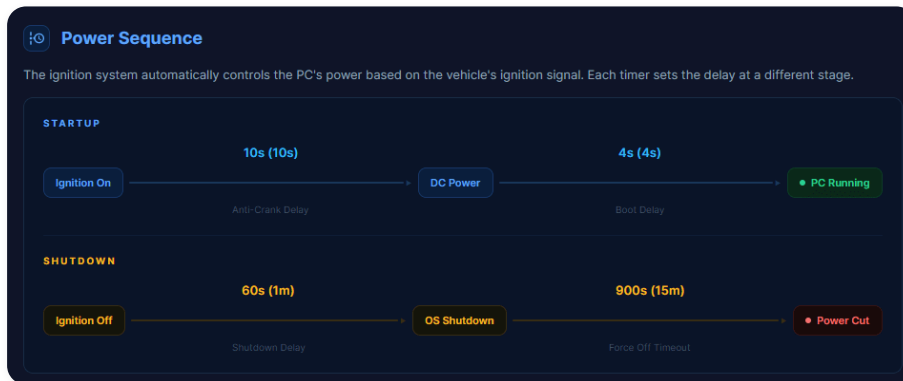 Power Sequence
The ignition system automatically controls the PC's power based on the vehicle's ignition signal. Each timer sets the delay at a different stage.
STARTUP
10s (10s) 4s (4s)
Ignition On DC Power PC Running
Anti-Crank Delay Boot Delay
SHUTDOWN
60s (1m) 900s (15m)
Ignition Off OS Shutdown Power Cut
Shutdown Delay Force Off Timeout